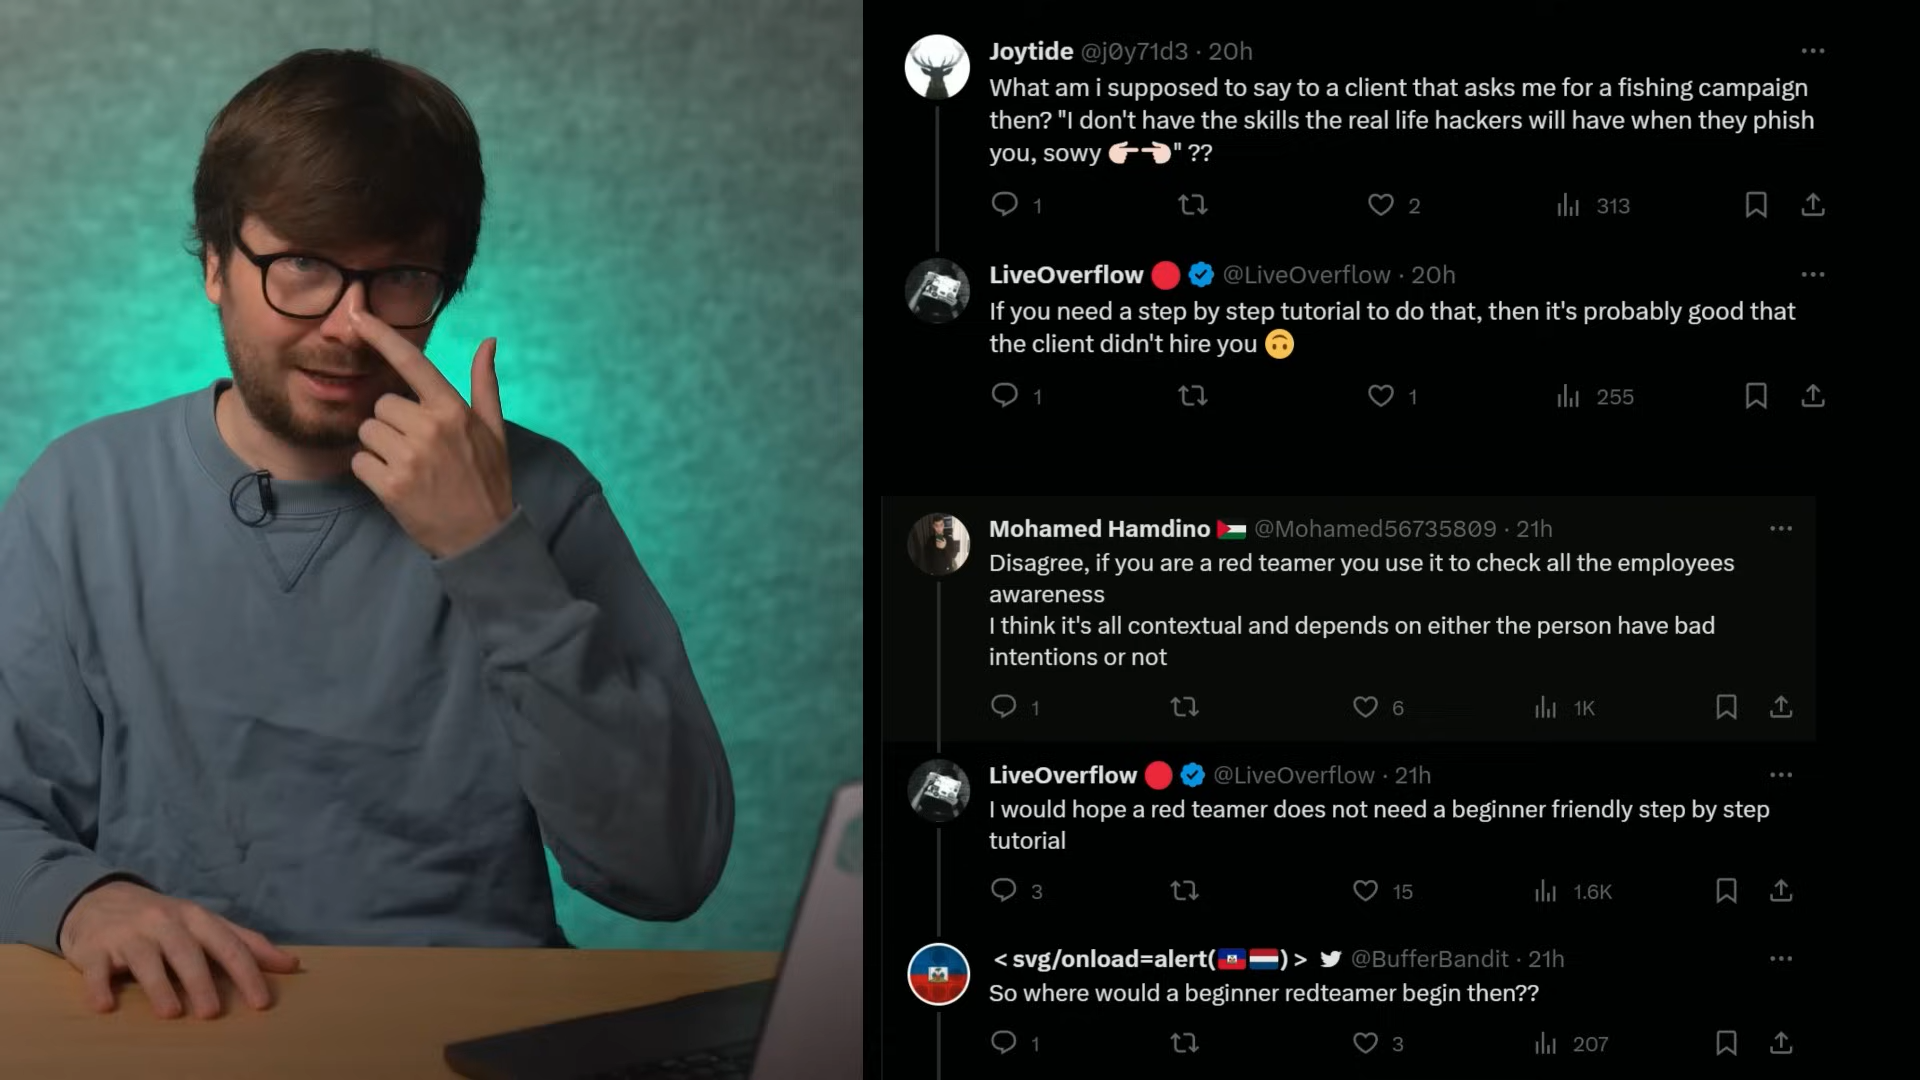 Joytide @j0y71d3 · 20h
What am i supposed to say to a client that asks me for a fishing campaign
then? "I don't have the skills the real life hackers will have when they phish
you, sowy 👉🏻👈🏻" ??
1 2 313
LiveOverflow 🔴 @LiveOverflow · 20h
If you need a step by step tutorial to do that, then it's probably good that
the client didn't hire you 🙃
1 1 255
Mohamed Hamdino 🇵🇸 @Mohamed56735809 · 21h
Disagree, if you are a red teamer you use it to check all the employees
awareness
I think it's all contextual and depends on either the person have bad
intentions or not
1 6 1K
LiveOverflow 🔴 @LiveOverflow · 21h
I would hope a red teamer does not need a beginner friendly step by step
tutorial
3 15 1.6K
<svg/onload=alert(🇭🇹🇳🇱)> @BufferBandit · 21h
So where would a beginner redteamer begin then??
1 3 207